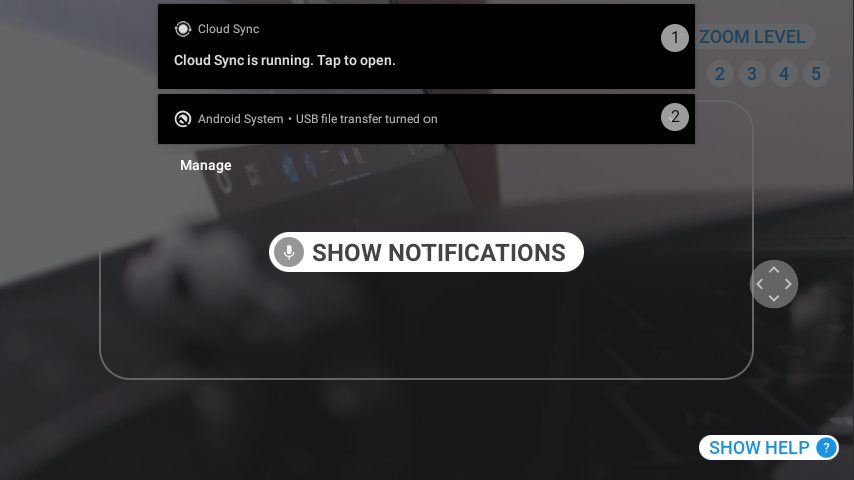 Cloud Sync
1
Cloud Sync is running. Tap to open.
ZOOM LEVEL
2 3 4 5
Android System • USB file transfer turned on
2
Manage
SHOW NOTIFICATIONS
SHOW HELP ?